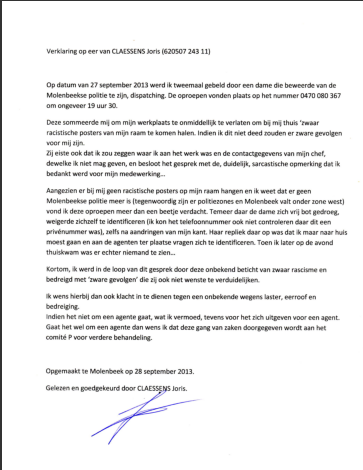 Verklaring op eer van CLAESSENS Joris (620507 243 11)
Op datum van 27 september 2013 werd ik tweemaal gebeld door een dame die beweerde van de
Molenbeekse politie te zijn, dispatching. De oproepen vonden plaats op het nummer 0470 080 367
om ongeveer 19 uur 30.
Deze sommeerde mij om mijn werkplaats te onmiddellijk te verlaten om bij mij thuis 'zwaar
racistische posters van mijn raam te komen halen. Indien ik dit niet deed zouden er zware gevolgen
voor mij zijn.
Zij eiste ook dat ik zou zeggen waar ik aan het werk was en de contactgegevens van mijn chef,
dewelke ik niet mag geven, en besloot het gesprek met de, duidelijk, sarcastische opmerking dat ik
bedankt werd voor mijn medewerking...
Aangezien er bij mij geen racistische posters op mijn raam hangen en ik weet dat er geen
Molenbeekse politie meer is (tegenwoordig zijn er politiezones en Molenbeek valt onder zone west)
vond ik deze oproepen meer dan een beetje verdacht. Temeer daar de dame zich vrij bot gedroeg,
weigerde zichzelf te identificeren (ik kon het telefoonnummer ook niet controleren daar dit een
privénummer was), zelfs na aandringen van mijn kant. Haar repliek daar op was dat ik maar naar huis
moest gaan en aan de agenten ter plaatse vragen zich te identificeren. Toen ik later op de avond
thuiskwam was er echter niemand te zien...
Kortom, ik werd in de loop van dit gesprek door deze onbekende beticht van zwaar racisme en
bedreigd met 'zware gevolgen' die zij ook niet wenste te verduidelijken.
Ik wens hierbij dan ook klacht in te dienen tegen een onbekende wegens laster, eerroof en
bedreiging.
Indien het niet om een agente gaat, wat ik vermoed, tevens voor het zich uitgeven voor een agent.
Gaat het wel om een agente dan wens ik dat deze gang van zaken doorgegeven wordt aan het
comité P voor verdere behandeling.
Opgemaakt te Molenbeek op 28 september 2013.
Gelezen en goedgekeurd door CLAESSENS Joris.